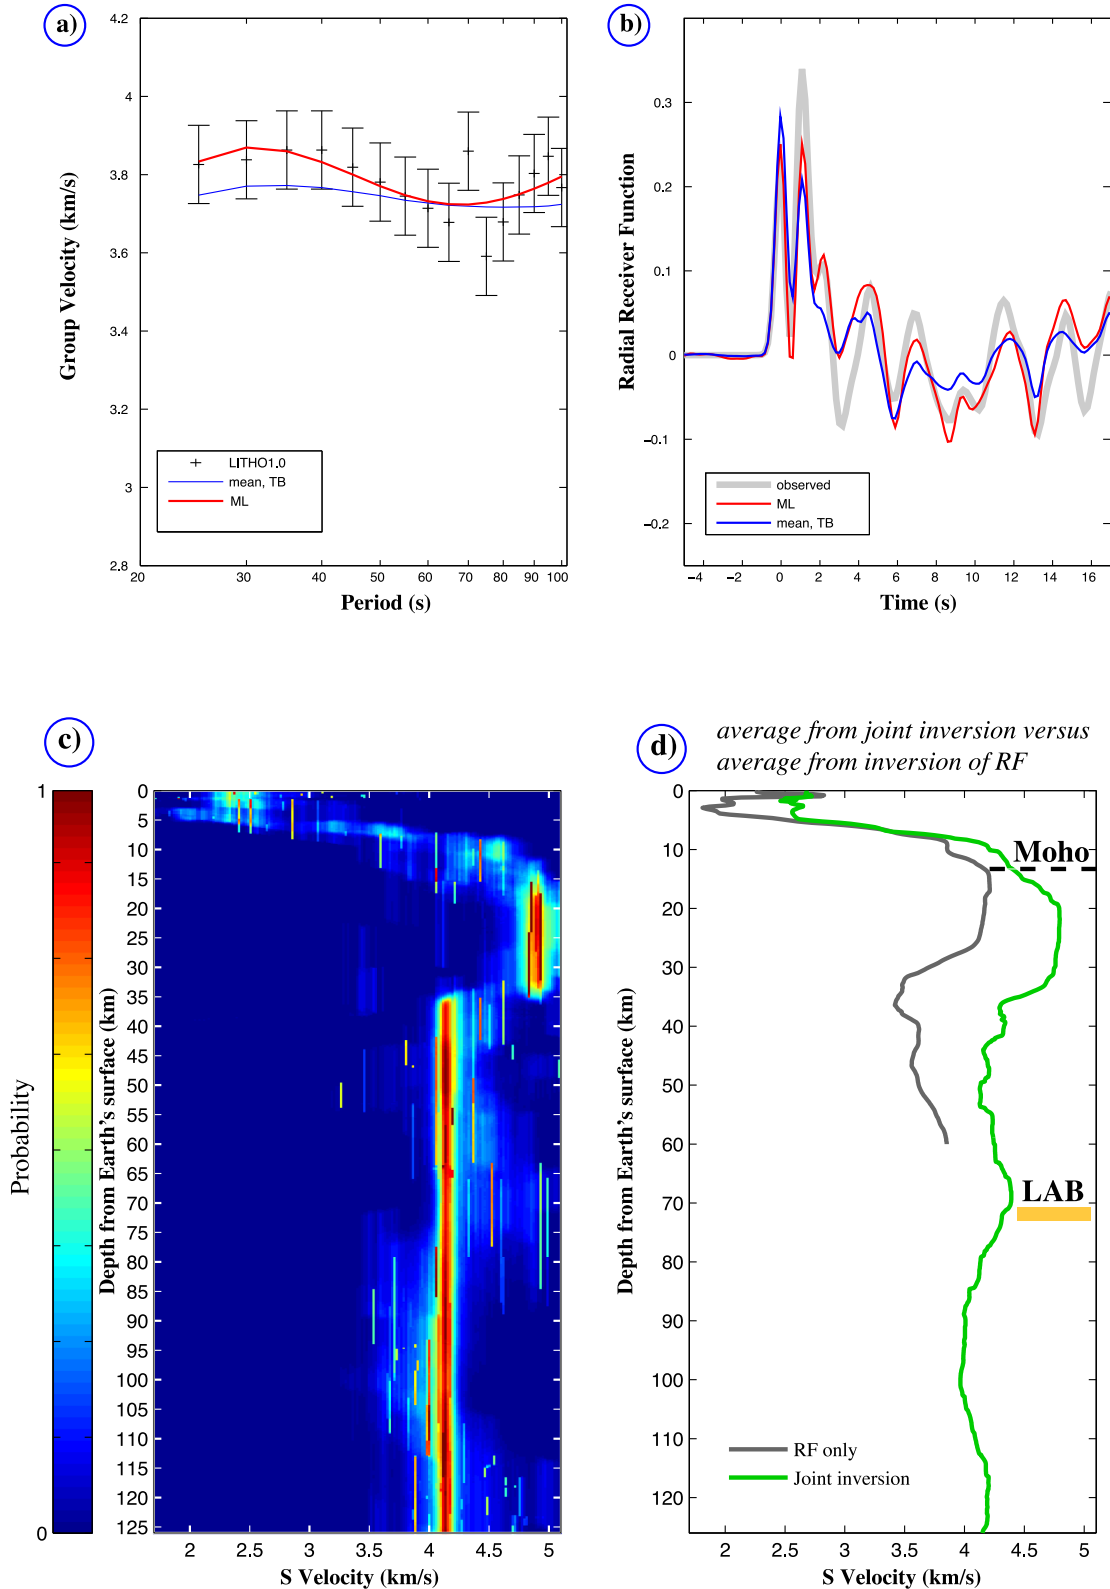 a)
4.2
4
3.8
3.6
3.4
3.2
3
2.8
Group Velocity (km/s)
LITHO1.0
mean, TB
ML
20 30 40 50 60 70 80 90 100
Period (s)
b)
0.3
0.2
0.1
0
−0.1
−0.2
Radial Receiver Function
observed
ML
mean, TB
−4 −2 0 2 4 6 8 10 12 14 16
Time (s)
c)
1
0
Probability
0
5
10
15
20
25
30
35
40
45
50
55
60
65
70
75
80
85
90
95
100
105
110
115
120
125
Depth from Earth's surface (km)
2 2.5 3 3.5 4 4.5 5
S Velocity (km/s)
d)
average from joint inversion versus
average from inversion of RF
0
10
20
30
40
50
60
70
80
90
100
110
120
Depth from Earth's surface (km)
Moho
LAB
RF only
Joint inversion
2 2.5 3 3.5 4 4.5 5
S Velocity (km/s)